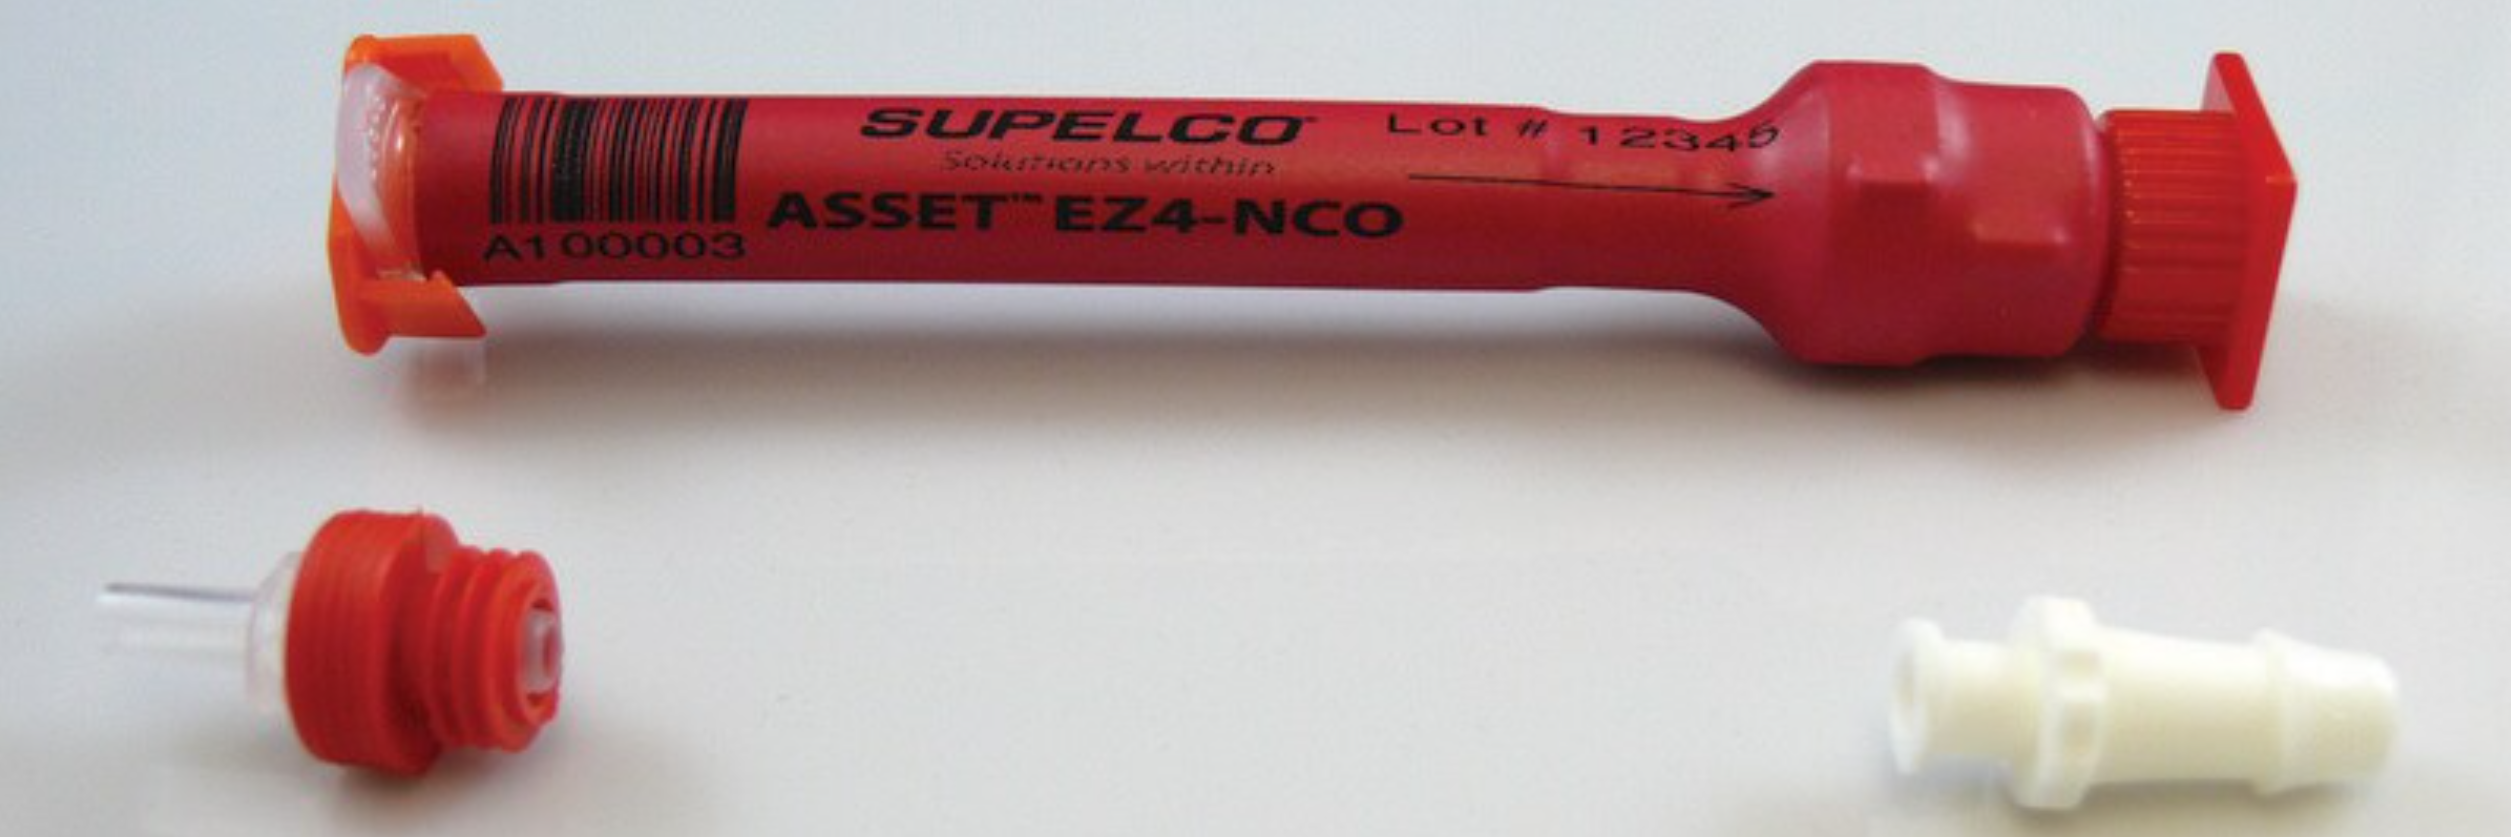 SUPELCO
Solutions within
ASSET™ EZ4-NCO
Lot # 12345
A100003